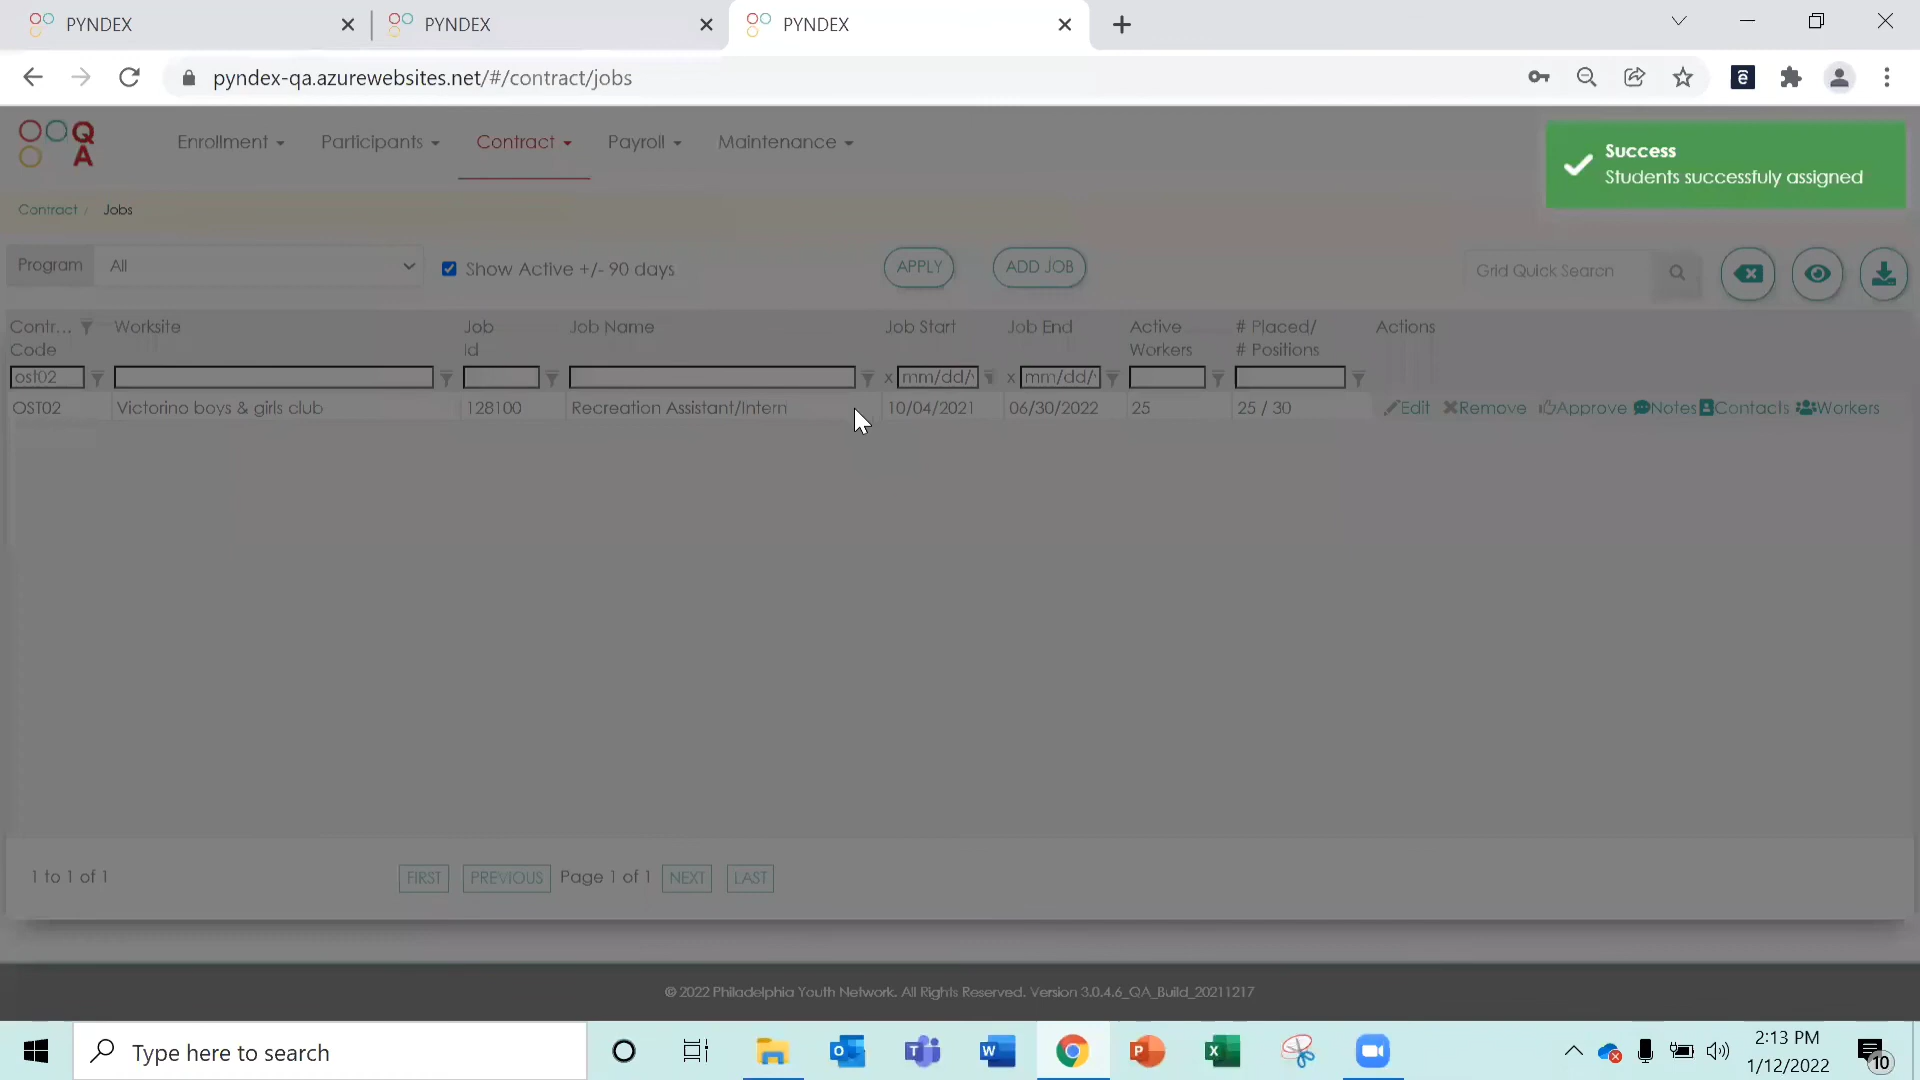 PYNDEX
PYNDEX
PYNDEX
pyndex-qa.azurewebsites.net/#/contract/jobs
QA
Enrollment
Participants
Contract
Payroll
Maintenance
Success
Students successfuly assigned
Contract / Jobs
Program
All
Show Active +/- 90 days
APPLY
ADD JOB
Grid Quick Search
Contr... Code
Worksite
Job Id
Job Name
Job Start
Job End
Active Workers
# Placed/ # Positions
Actions
ost02
x mm/dd/
x mm/dd/
OST02 Victorino boys & girls club 128100 Recreation Assistant/Intern 10/04/2021 06/30/2022 25 25 / 30 Edit Remove Approve Notes Contacts Workers
1 to 1 of 1
FIRST PREVIOUS Page 1 of 1 NEXT LAST
© 2022 Philadelphia Youth Network. All Rights Reserved. Version 3.0.4.6_QA_Build_20211217
Type here to search
2:13 PM
1/12/2022
10